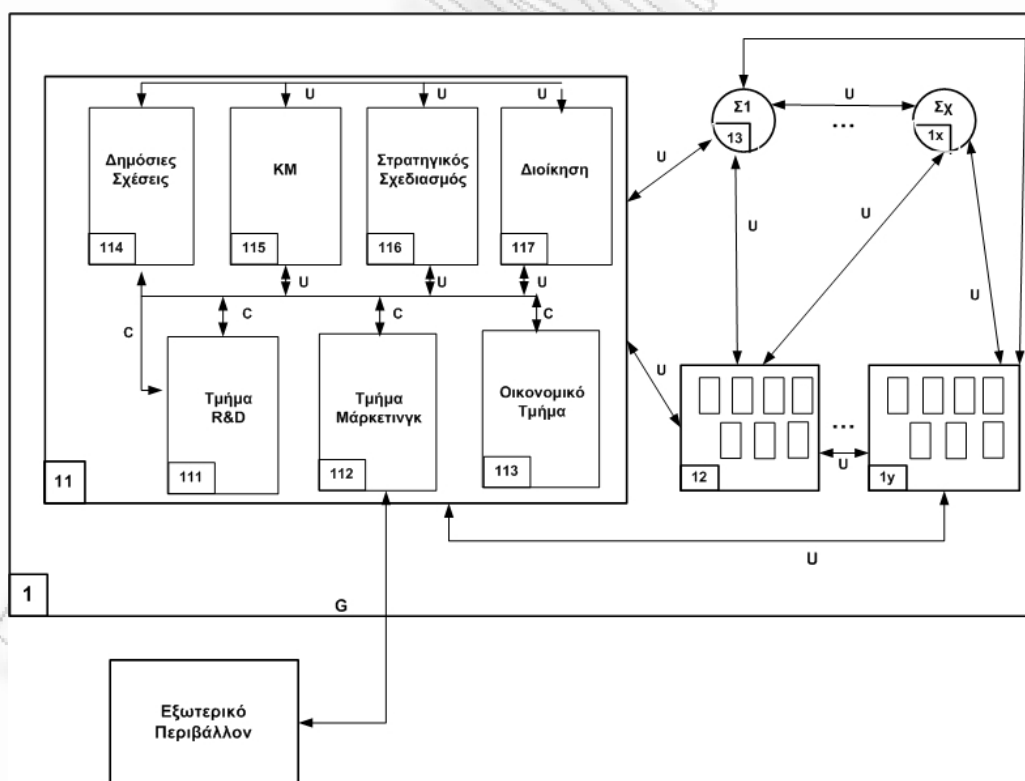 U
U
U
U
Σ1
13
U
...
Σχ
1x
Δημόσιες
Σχέσεις
114
KM
115
Στρατηγικός
Σχεδιασμός
116
Διοίκηση
117
U
U
U
U
U
U
U
C
C
C
C
Τμήμα
R&D
111
Τμήμα
Μάρκετινγκ
112
Οικονομικό
Τμήμα
113
11
U
12
...
U
1y
U
1
G
Εξωτερικό
Περιβάλλον